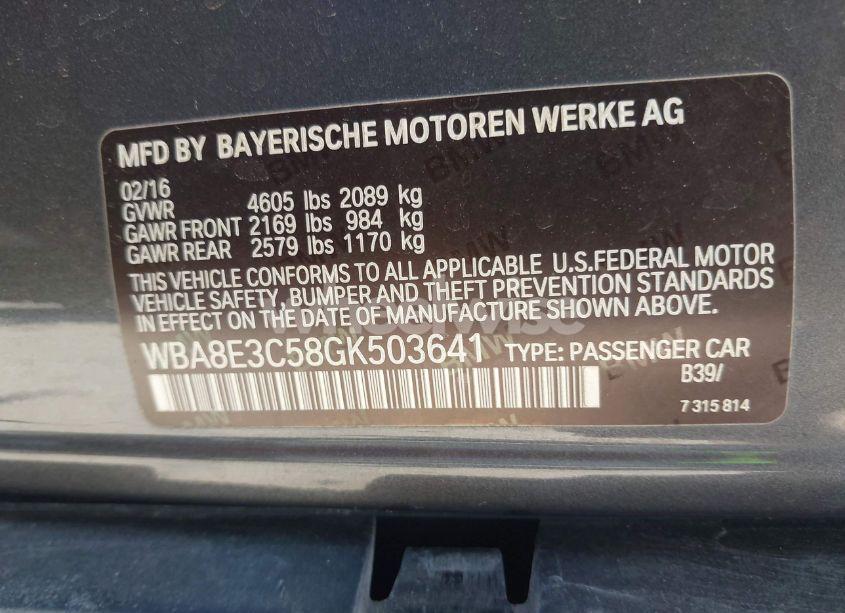 MFD BY BAYERISCHE MOTOREN WERKE AG
02/16
GVWR 4605 lbs 2089 kg
GAWR FRONT 2169 lbs 984 kg
GAWR REAR 2579 lbs 1170 kg
THIS VEHICLE CONFORMS TO ALL APPLICABLE U.S.FEDERAL MOTOR
VEHICLE SAFETY, BUMPER AND THEFT PREVENTION STANDARDS
IN EFFECT ON THE DATE OF MANUFACTURE SHOWN ABOVE.
WBA8E3C58GK503641 TYPE: PASSENGER CAR
B39/
7 315 814